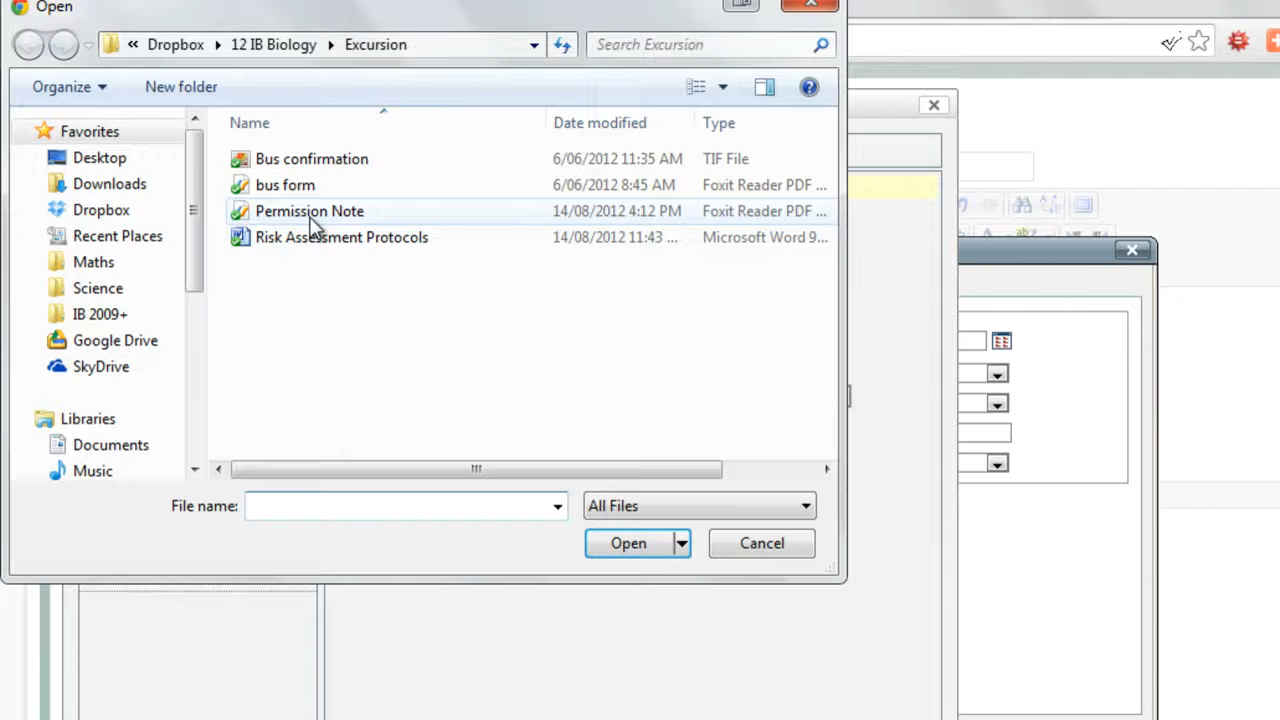 Open
« Dropbox 12 IB Biology Excursion Search Excursion
Organize New folder
Favorites
Desktop
Downloads
Dropbox
Recent Places
Maths
Science
IB 2009+
Google Drive
SkyDrive
Libraries
Documents
Music
Name Date modified Type
Bus confirmation 6/06/2012 11:35 AM TIF File
bus form 6/06/2012 8:45 AM Foxit Reader PDF ...
Permission Note 14/08/2012 4:12 PM Foxit Reader PDF ...
Risk Assessment Protocols 14/08/2012 11:43 ... Microsoft Word 9...
File name: All Files
Open Cancel